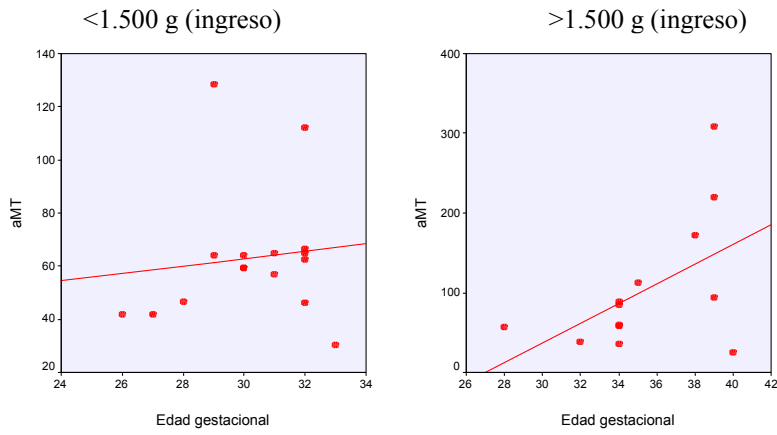 <1.500 g (ingreso)
>1.500 g (ingreso)
140
120
100
80
60
40
20
aMT
24 26 28 30 32 34
Edad gestacional
400
300
200
100
0
aMT
26 28 30 32 34 36 38 40 42
Edad gestacional